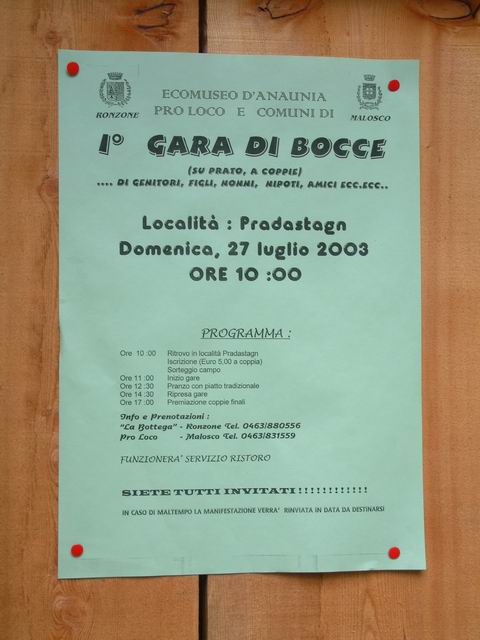 ECOMUSEO D'ANAUNIA
PRO LOCO E COMUNI DI
RONZONE
MALOSCO
1° GARA DI BOCCE
(SU PRATO, A COPPIE)
.... DI GENITORI, FIGLI, NONNI, NIPOTI, AMICI ECC.ECC..
Località : Pradastagn
Domenica, 27 luglio 2003
ORE 10 :00
PROGRAMMA :
Ore 10 :00 Ritrovo in località Pradastagn
Iscrizione (Euro 5,00 a coppia)
Sorteggio campo
Ore 11 :00 Inizio gare
Ore 12 :30 Pranzo con piatto tradizionale
Ore 14 :30 Ripresa gare
Ore 17 :00 Premiazione coppie finali
Info e Prenotazioni :
"La Bottega" - Ronzone Tel. 0463/880556
Pro Loco - Malosco Tel. 0463/831559
FUNZIONERA' SERVIZIO RISTORO
SIETE TUTTI INVITATI !!!!!!!!!!!!
IN CASO DI MALTEMPO LA MANIFESTAZIONE VERRA' RINVIATA IN DATA DA DESTINARSI